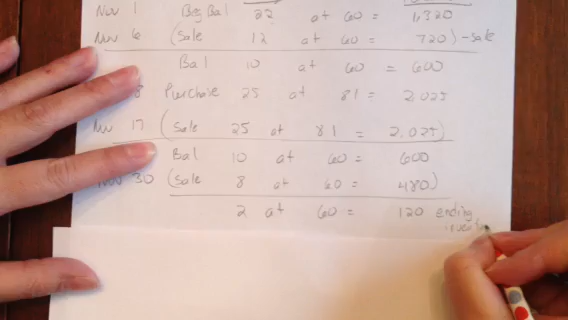 Nov 1 Beg Bal 22 at 60 = 1,320
Nov 6 (Sale 12 at 60 = 720) - sale
Bal 10 at 60 = 600
8 Purchase 25 at 81 = 2,025
Nov 17 (Sale 25 at 81 = 2,025)
Bal 10 at 60 = 600
Nov 30 (Sale 8 at 60 = 480)
2 at 60 = 120 ending